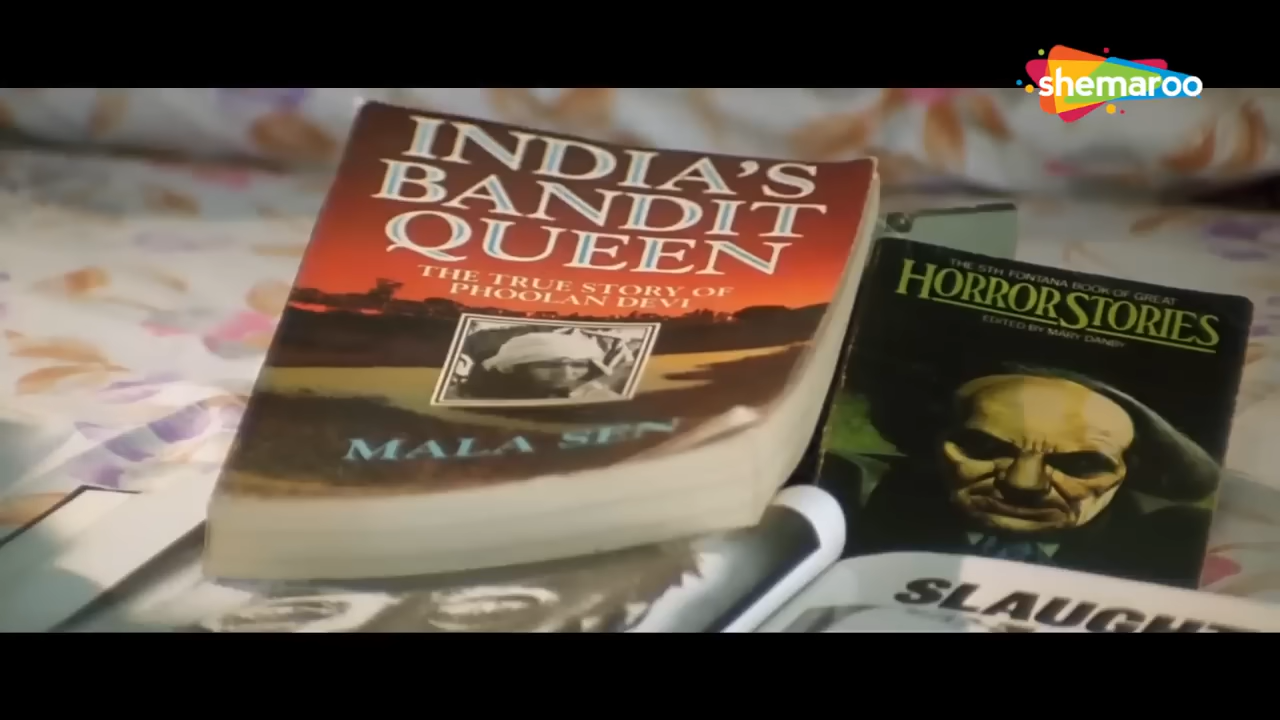 shemaroo
INDIA'S
BANDIT
QUEEN
THE TRUE STORY OF
PHOOLAN DEVI
MALA SEN
THE 5TH FONTANA BOOK OF GREAT
HORROR STORIES
EDITED BY MARY DANBY
SLAUGHT